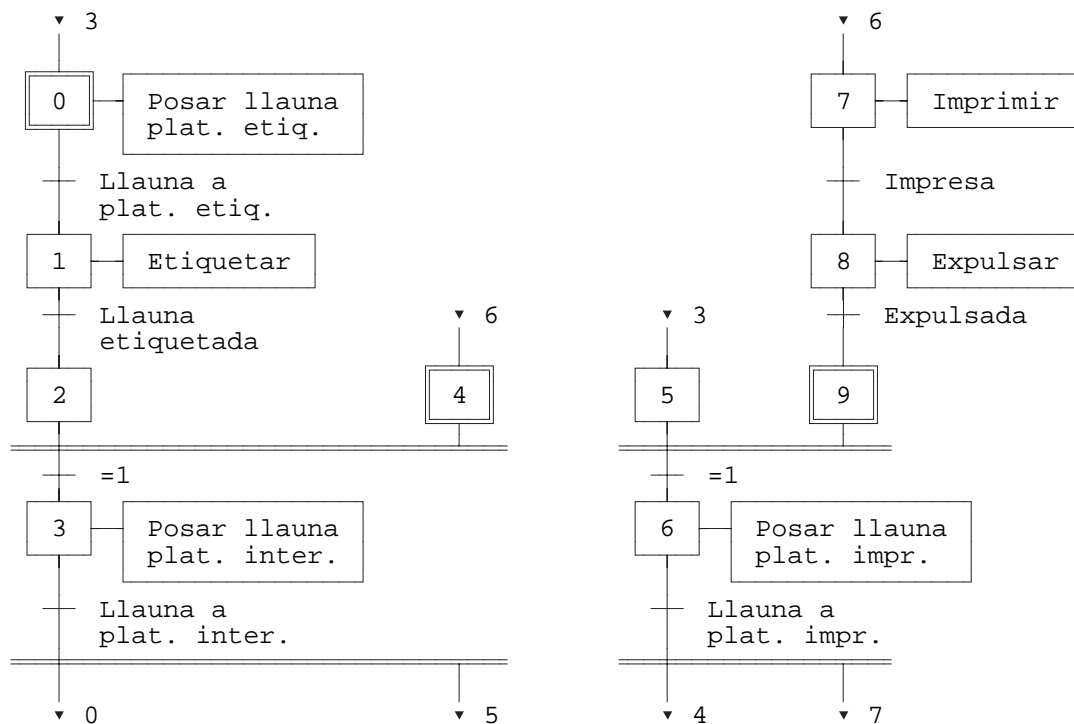 3
6
0
Posar llauna
plat. etiq.
7
Imprimir
Llauna a
plat. etiq.
Impresa
1
Etiquetar
8
Expulsar
Llauna
etiquetada
6
3
Expulsada
2
4
5
9
=1
=1
3
Posar llauna
plat. inter.
6
Posar llauna
plat. impr.
Llauna a
plat. inter.
Llauna a
plat. impr.
0
5
4
7